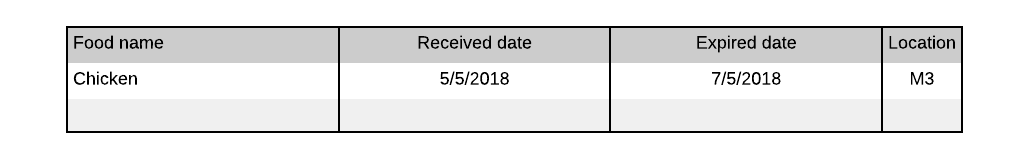 Food name Received date Expired date Location
Chicken 5/5/2018 7/5/2018 M3